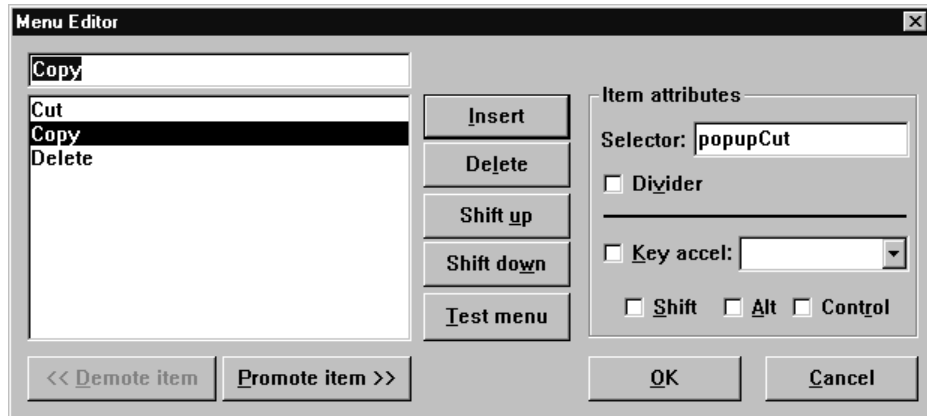 Menu Editor
Copy
Cut
Copy
Delete
Insert
Delete
Shift up
Shift down
Test menu
Item attributes
Selector: popupCut
Divider
Key accel:
Shift Alt Control
<< Demote item Promote item >>
OK Cancel